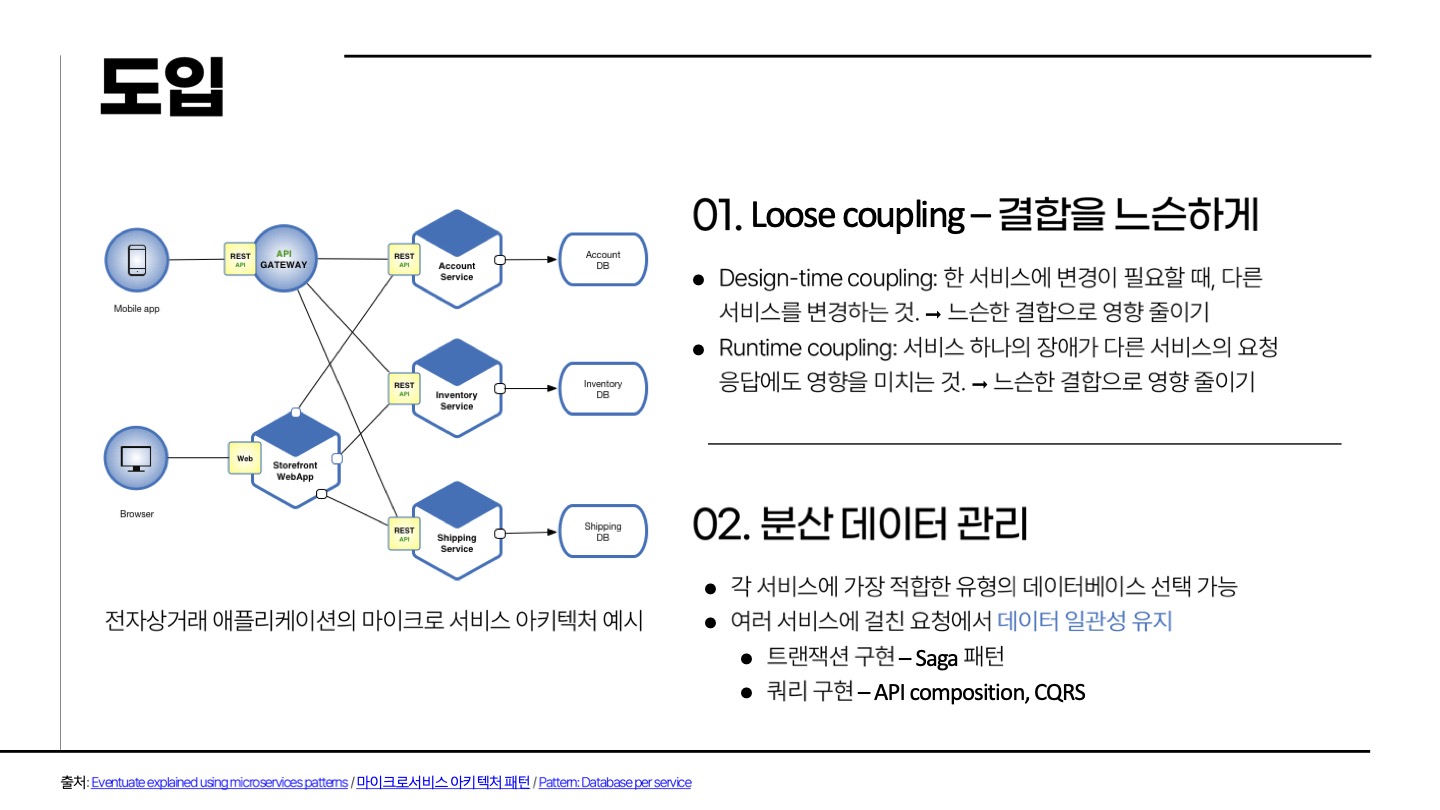 도입
Mobile app
REST
API
API
GATEWAY
REST
API
Account
Service
Account
DB
REST
API
Inventory
Service
Inventory
DB
Browser
Web
Storefront
WebApp
REST
API
Shipping
Service
Shipping
DB
전자상거래 애플리케이션의 마이크로 서비스 아키텍처 예시
01. Loose coupling – 결합을 느슨하게
● Design-time coupling: 한 서비스에 변경이 필요할 때, 다른
서비스를 변경하는 것. → 느슨한 결합으로 영향 줄이기
● Runtime coupling: 서비스 하나의 장애가 다른 서비스의 요청
응답에도 영향을 미치는 것. → 느슨한 결합으로 영향 줄이기
02. 분산 데이터 관리
● 각 서비스에 가장 적합한 유형의 데이터베이스 선택 가능
● 여러 서비스에 걸친 요청에서 데이터 일관성 유지
● 트랜잭션 구현 – Saga 패턴
● 쿼리 구현 – API composition, CQRS
출처: Eventuate explained using microservices patterns / 마이크로서비스 아키텍처 패턴 / Pattern: Database per service